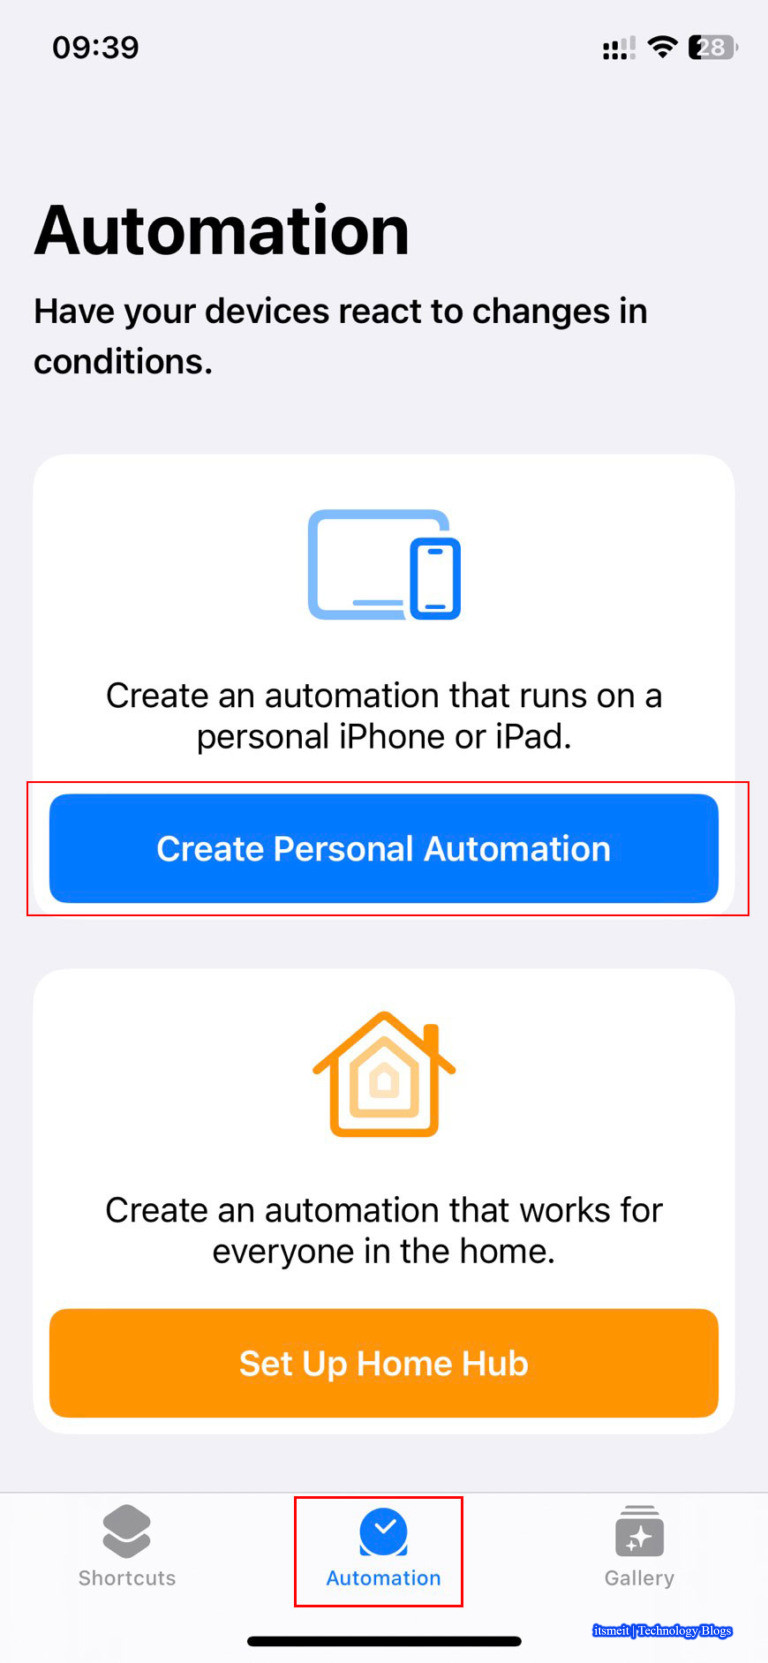 09:39
28
Automation
Have your devices react to changes in
conditions.
Create an automation that runs on a
personal iPhone or iPad.
Create Personal Automation
Create an automation that works for
everyone in the home.
Set Up Home Hub
Shortcuts
Automation
Gallery
itsmeit | Technology Blogs